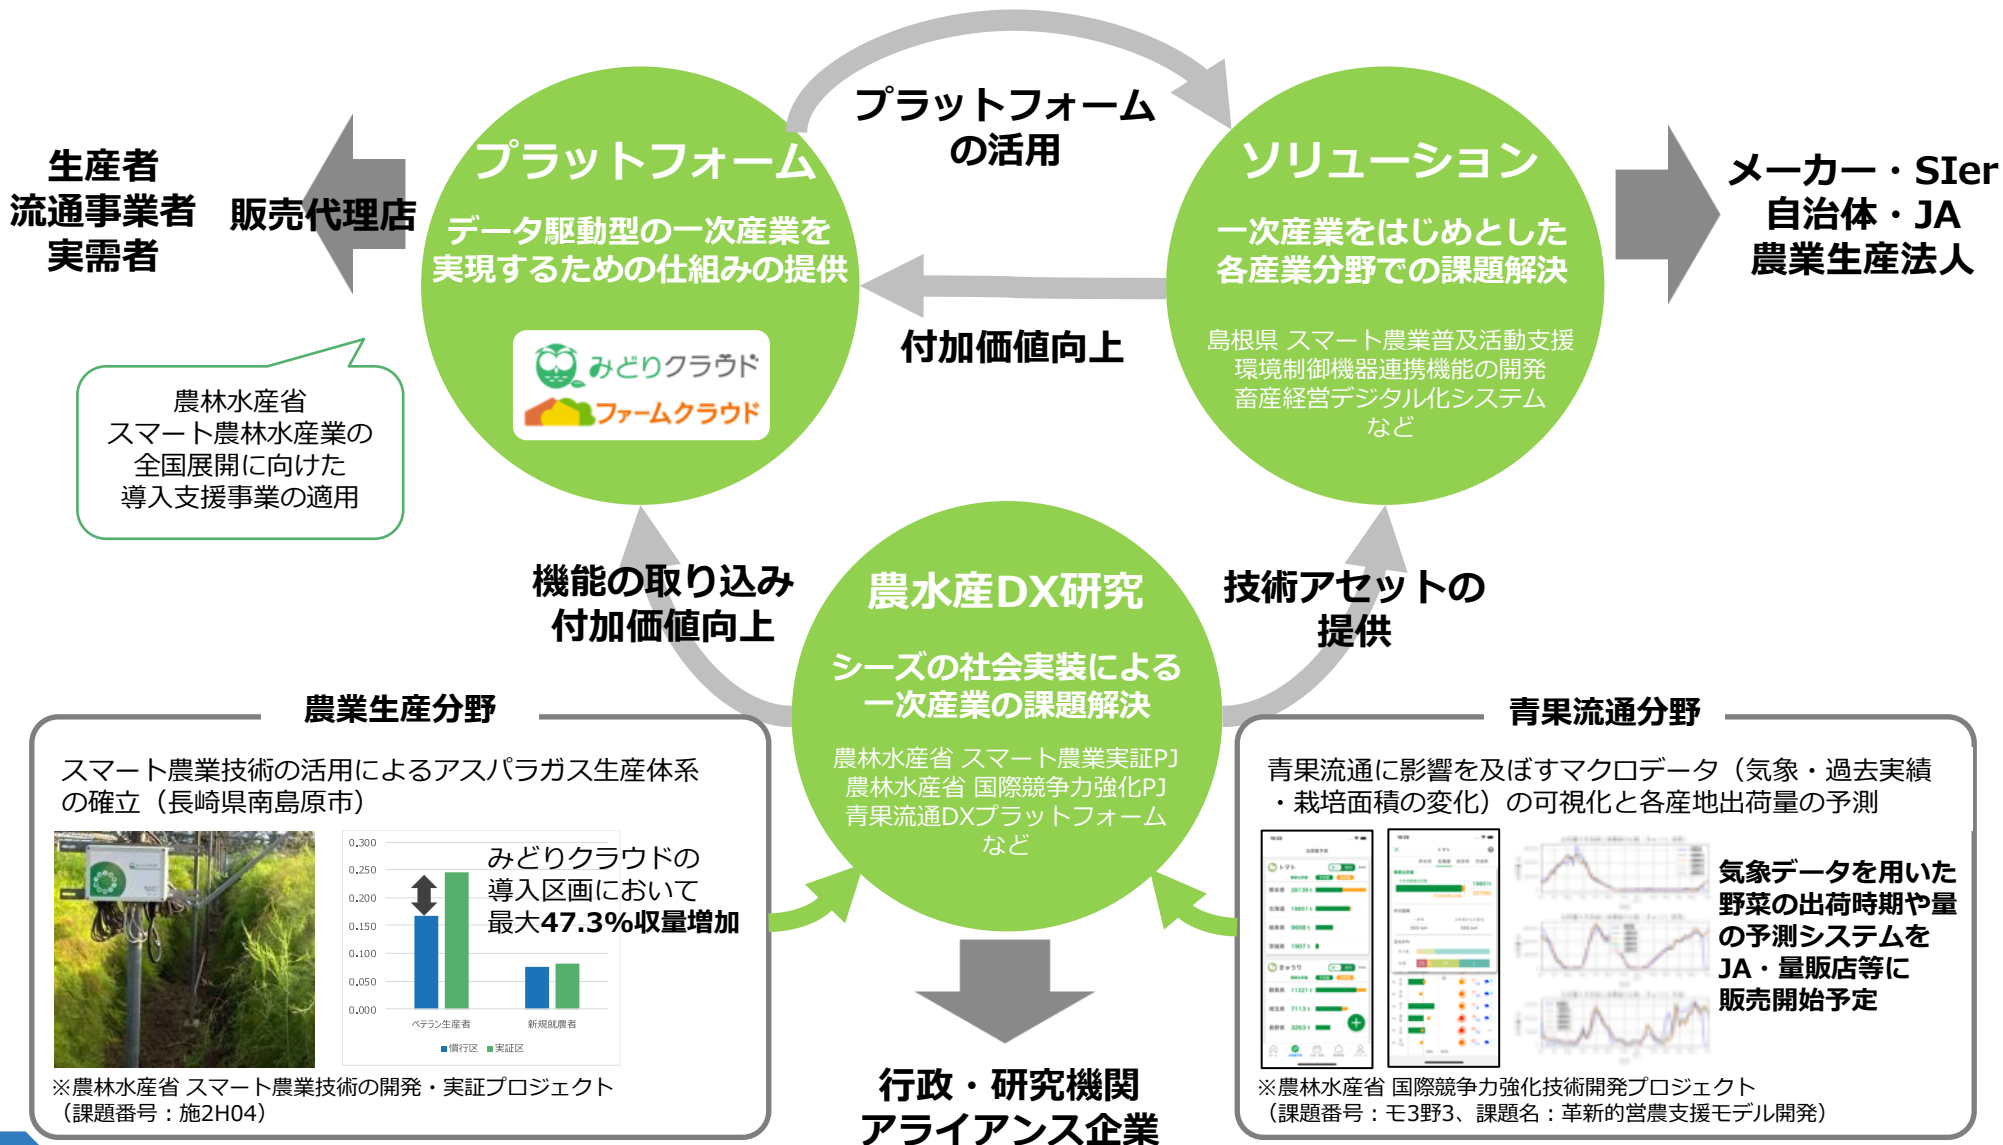 プラットフォーム
の活用
生産者
流通事業者
実需者
販売代理店
プラットフォーム
データ駆動型の一次産業を
実現するための仕組みの提供
みどりクラウド
ファームクラウド
付加価値向上
ソリューション
一次産業をはじめとした
各産業分野での課題解決
島根県 スマート農業普及活動支援
環境制御機器連携機能の開発
畜産経営デジタル化システム
など
メーカー・SIer
自治体・JA
農業生産法人
農林水産省
スマート農林水産業の
全国展開に向けた
導入支援事業の適用
機能の取り込み
付加価値向上
農水産DX研究
シーズの社会実装による
一次産業の課題解決
農林水産省 スマート農業実証PJ
農林水産省 国際競争力強化PJ
青果流通DXプラットフォーム
など
技術アセットの
提供
行政・研究機関
アライアンス企業
農業生産分野
スマート農業技術の活用によるアスパラガス生産体系
の確立（長崎県南島原市）
0.300
0.250
0.200
0.150
0.100
0.050
0.000
ベテラン生産者
新規就農者
■慣行区 ■実証区
みどりクラウドの
導入区画において
最大47.3%収量増加
※農林水産省 スマート農業技術の開発・実証プロジェクト
（課題番号：施2H04）
青果流通分野
青果流通に影響を及ぼすマクロデータ（気象・過去実績
・栽培面積の変化）の可視化と各産地出荷量の予測
トマト
きゅうり
トマト
気象データを用いた
野菜の出荷時期や量
の予測システムを
JA・量販店等に
販売開始予定
※農林水産省 国際競争力強化技術開発プロジェクト
（課題番号：モ3野3、課題名：革新的営農支援モデル開発）